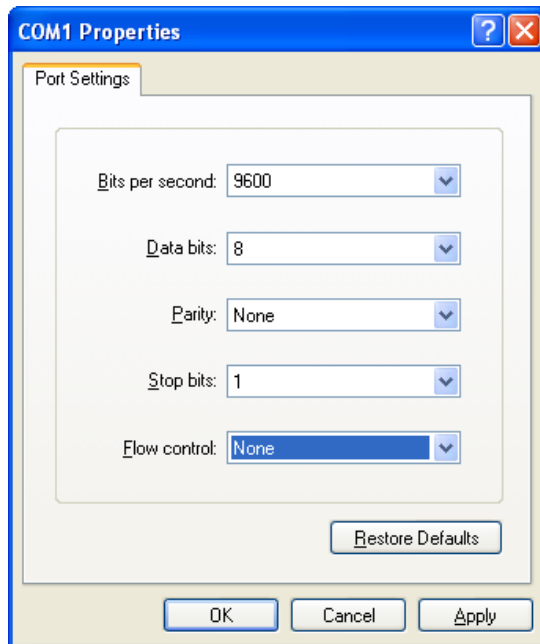 COM1 Properties
Port Settings
Bits per second: 9600
Data bits: 8
Parity: None
Stop bits: 1
Flow control: None
Restore Defaults
OK Cancel Apply